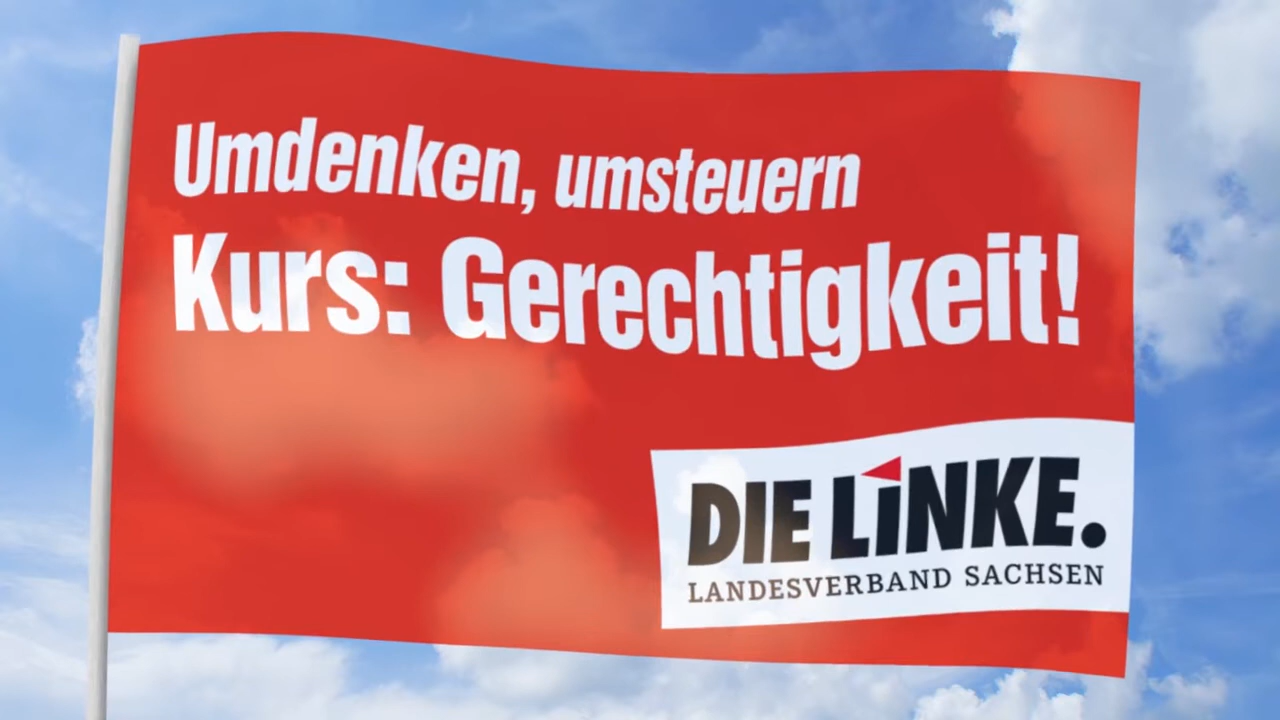 Umdenken, umsteuern
Kurs: Gerechtigkeit!
DIE LINKE.
LANDESVERBAND SACHSEN